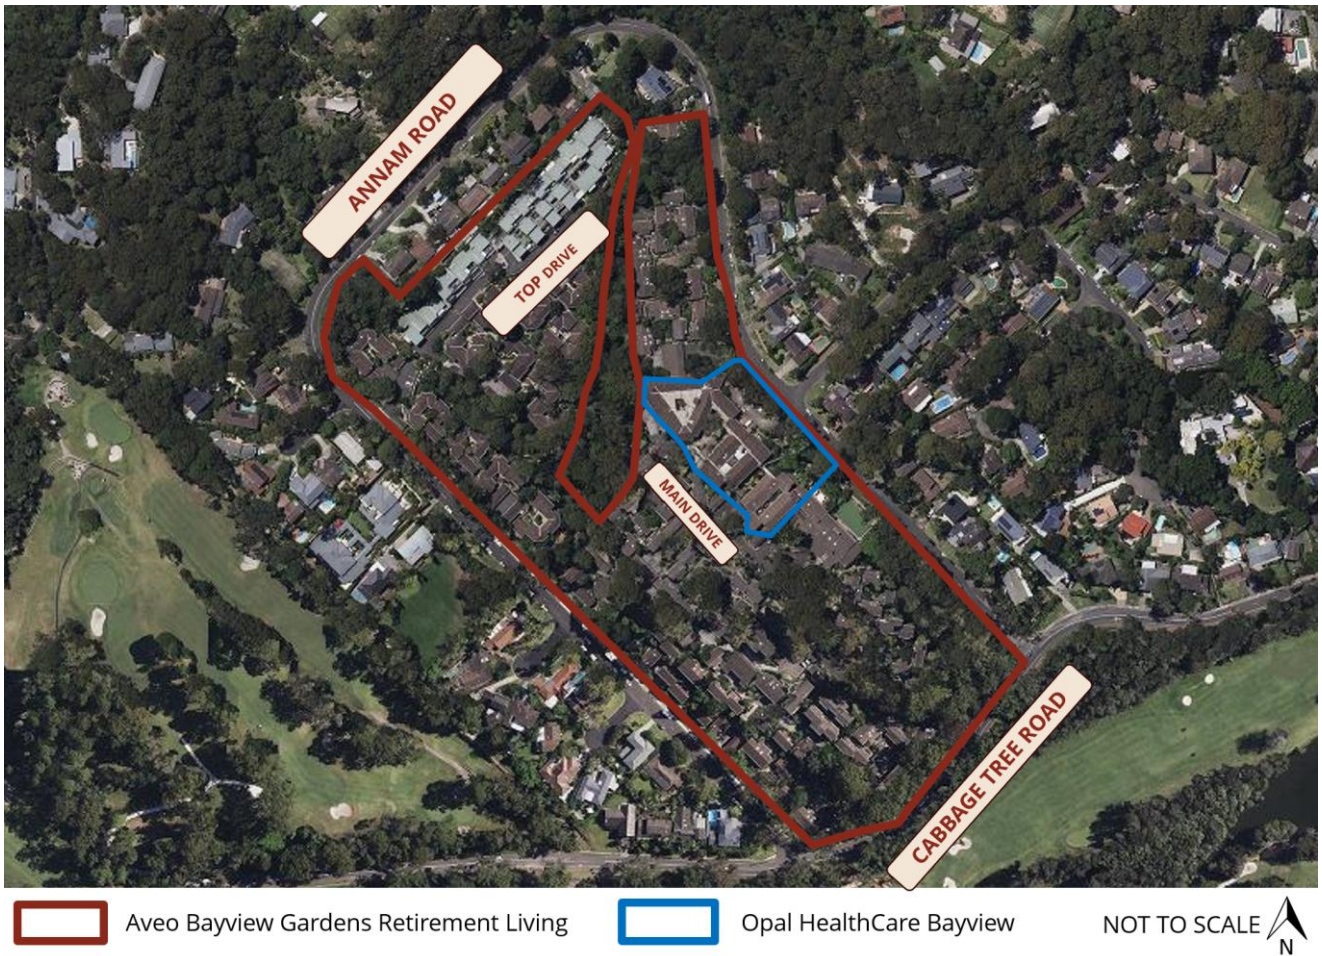 ANNAM ROAD
TOP DRIVE
MAIN DRIVE
CABBAGE TREE ROAD
Aveo Bayview Gardens Retirement Living
Opal HealthCare Bayview
NOT TO SCALE
N